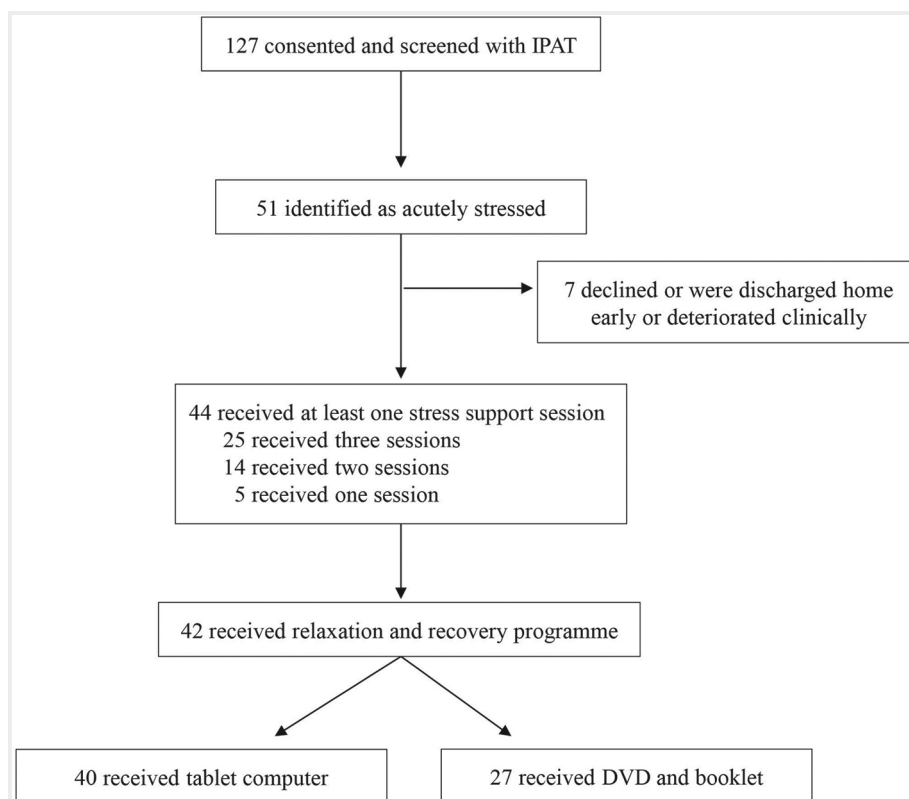 127 consented and screened with IPAT
51 identified as acutely stressed
7 declined or were discharged home
early or deteriorated clinically
44 received at least one stress support session
25 received three sessions
14 received two sessions
5 received one session
42 received relaxation and recovery programme
40 received tablet computer
27 received DVD and booklet